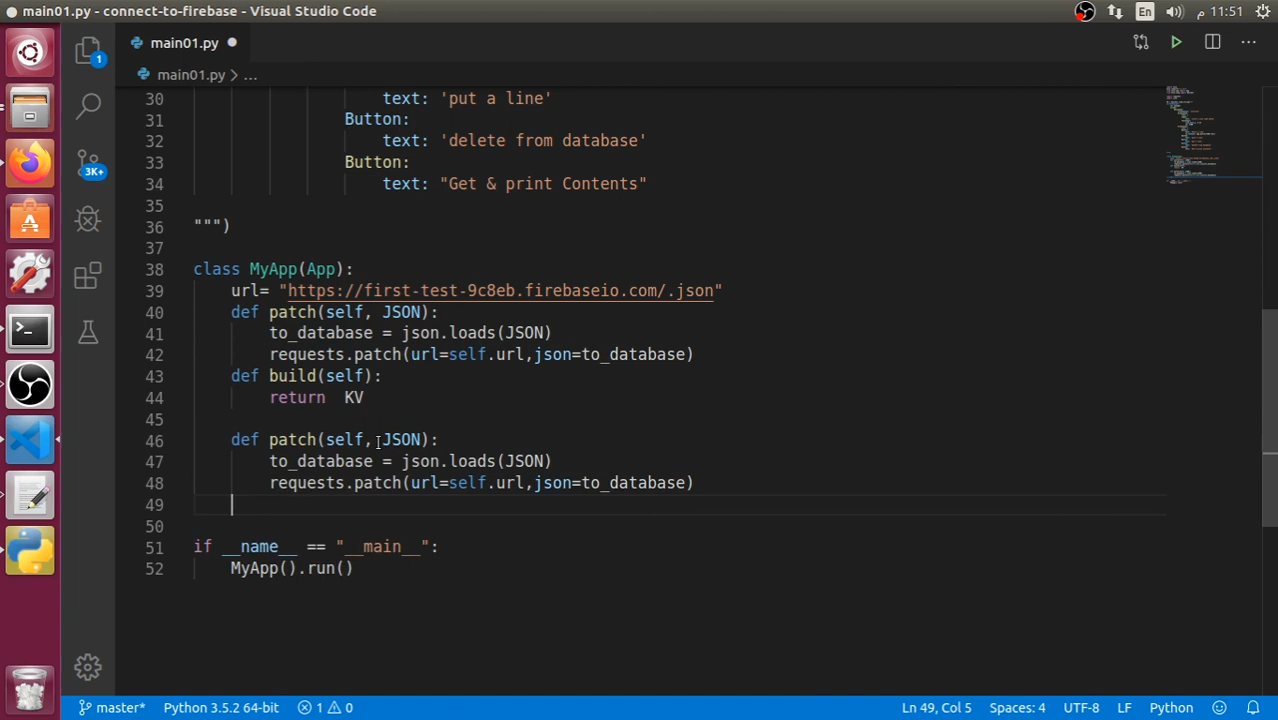 main01.py - connect-to-firebase - Visual Studio Code
En
11:51 م
main01.py
main01.py > ...
1
3K+
30 text: 'put a line'
31 Button:
32 text: 'delete from database'
33 Button:
34 text: "Get & print Contents"
35
36 """)
37
38 class MyApp(App):
39 url= "https://first-test-9c8eb.firebaseio.com/.json"
40 def patch(self, JSON):
41 to_database = json.loads(JSON)
42 requests.patch(url=self.url,json=to_database)
43 def build(self):
44 return  KV
45
46 def patch(self, JSON):
47 to_database = json.loads(JSON)
48 requests.patch(url=self.url,json=to_database)
49
50
51 if __name__ == "__main__":
52 MyApp().run()
master* Python 3.5.2 64-bit 1 0 Ln 49, Col 5 Spaces: 4 UTF-8 LF Python